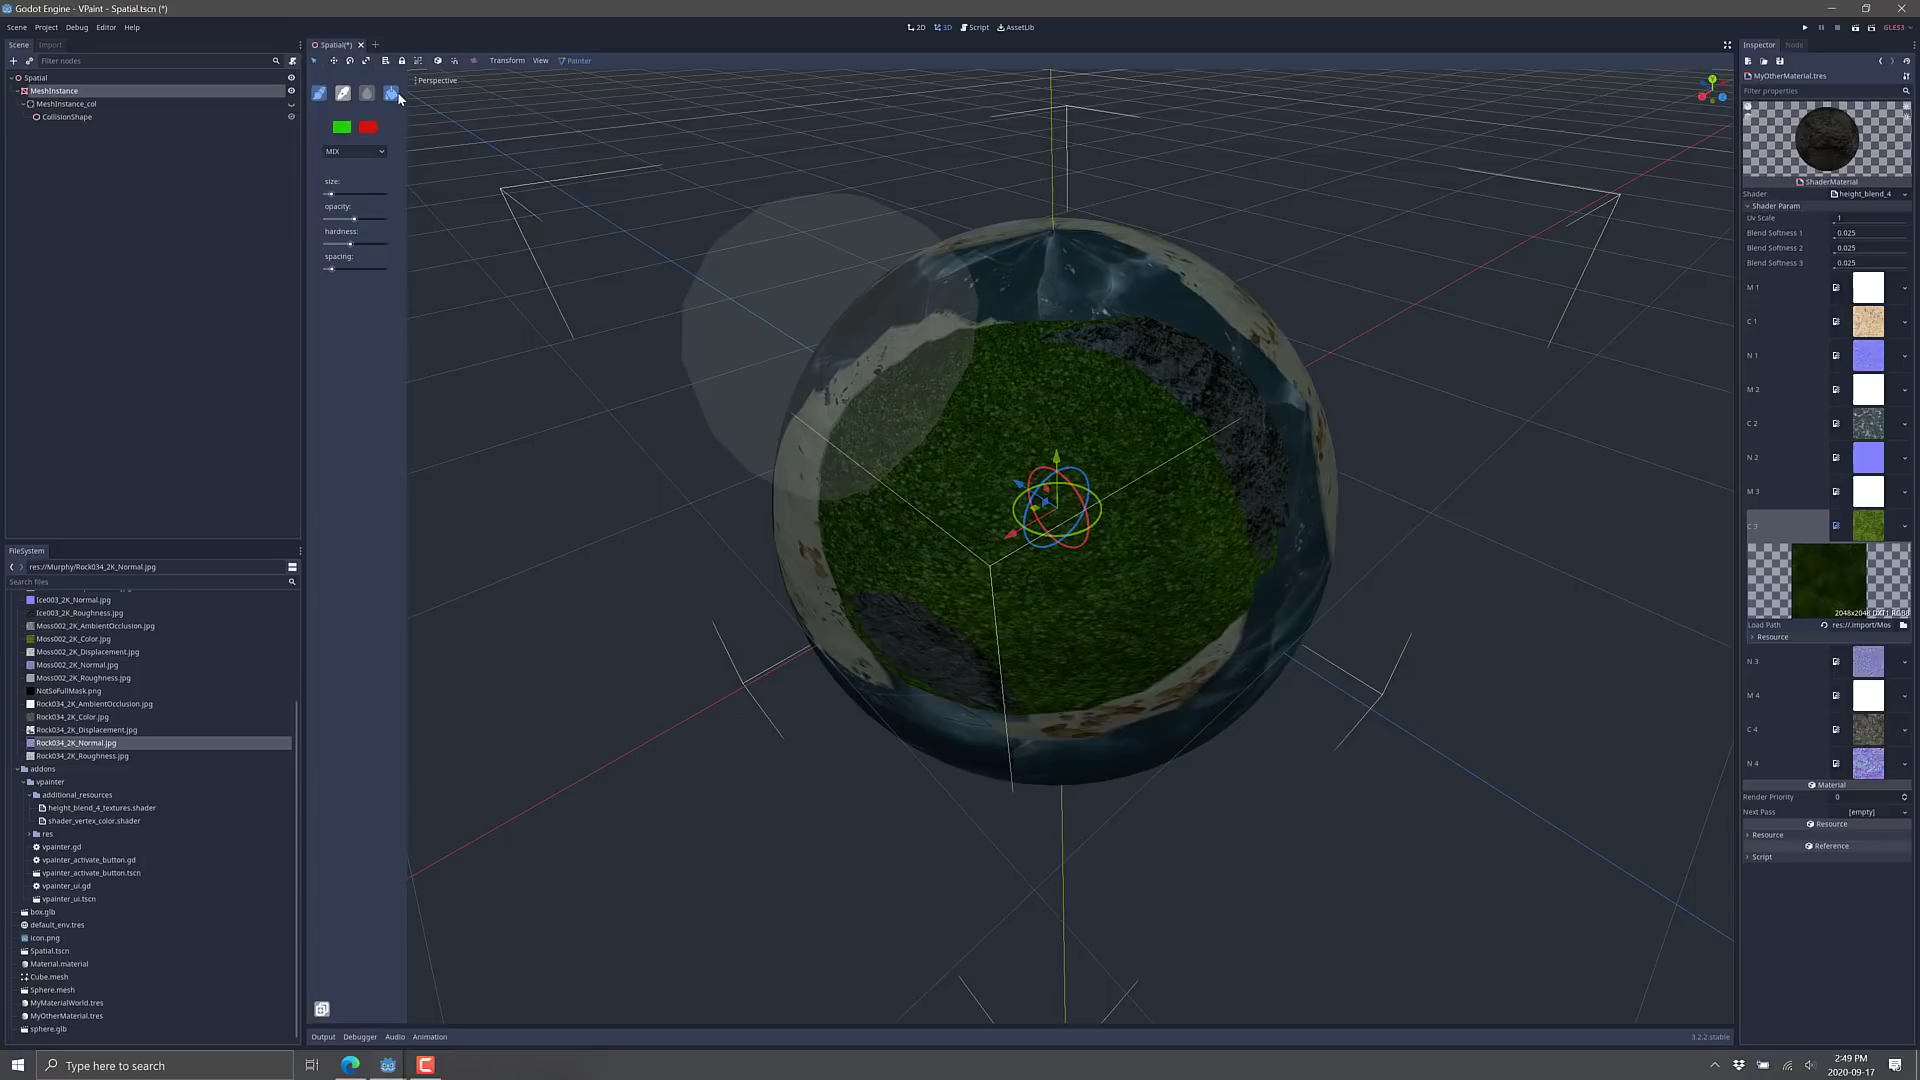 Godot Engine - VPaint - Spatial.tscn (*)
Scene Project Debug Editor Help
2D 3D Script AssetLib
GLES3
Scene Import
Filter nodes
Spatial
MeshInstance
MeshInstance_col
CollisionShape
Spatial(*)
Transform View Painter
Perspective
MIX
size:
opacity:
hardness:
spacing:
FileSystem
res://Murphy/Rock034_2K_Normal.jpg
Search files
Ice003_2K_Normal.jpg
Ice003_2K_Roughness.jpg
Moss002_2K_AmbientOcclusion.jpg
Moss002_2K_Color.jpg
Moss002_2K_Displacement.jpg
Moss002_2K_Normal.jpg
Moss002_2K_Roughness.jpg
NotSoFullMask.png
Rock034_2K_AmbientOcclusion.jpg
Rock034_2K_Color.jpg
Rock034_2K_Displacement.jpg
Rock034_2K_Normal.jpg
Rock034_2K_Roughness.jpg
addons
vpainter
additional_resources
height_blend_4_textures.shader
shader_vertex_color.shader
res
vpainter.gd
vpainter_activate_button.gd
vpainter_activate_button.tscn
vpainter_ui.gd
vpainter_ui.tscn
box.glb
default_env.tres
icon.png
Spatial.tscn
Material.material
Cube.mesh
Sphere.mesh
MyMaterialWorld.tres
MyOtherMaterial.tres
sphere.glb
Output Debugger Audio Animation
3.2.2.stable
Inspector Node
MyOtherMaterial.tres
Filter properties
ShaderMaterial
Shader height_blend_4
Shader Param
Uv Scale 1
Blend Softness 1 0.025
Blend Softness 2 0.025
Blend Softness 3 0.025
M 1
C 1
N 1
M 2
C 2
N 2
M 3
C 3
Load Path res://.import/Mos
Resource
N 3
M 4
C 4
N 4
Material
Render Priority 0
Next Pass [empty]
Resource
Resource
Reference
Script
Type here to search
2:49 PM
2020-09-17